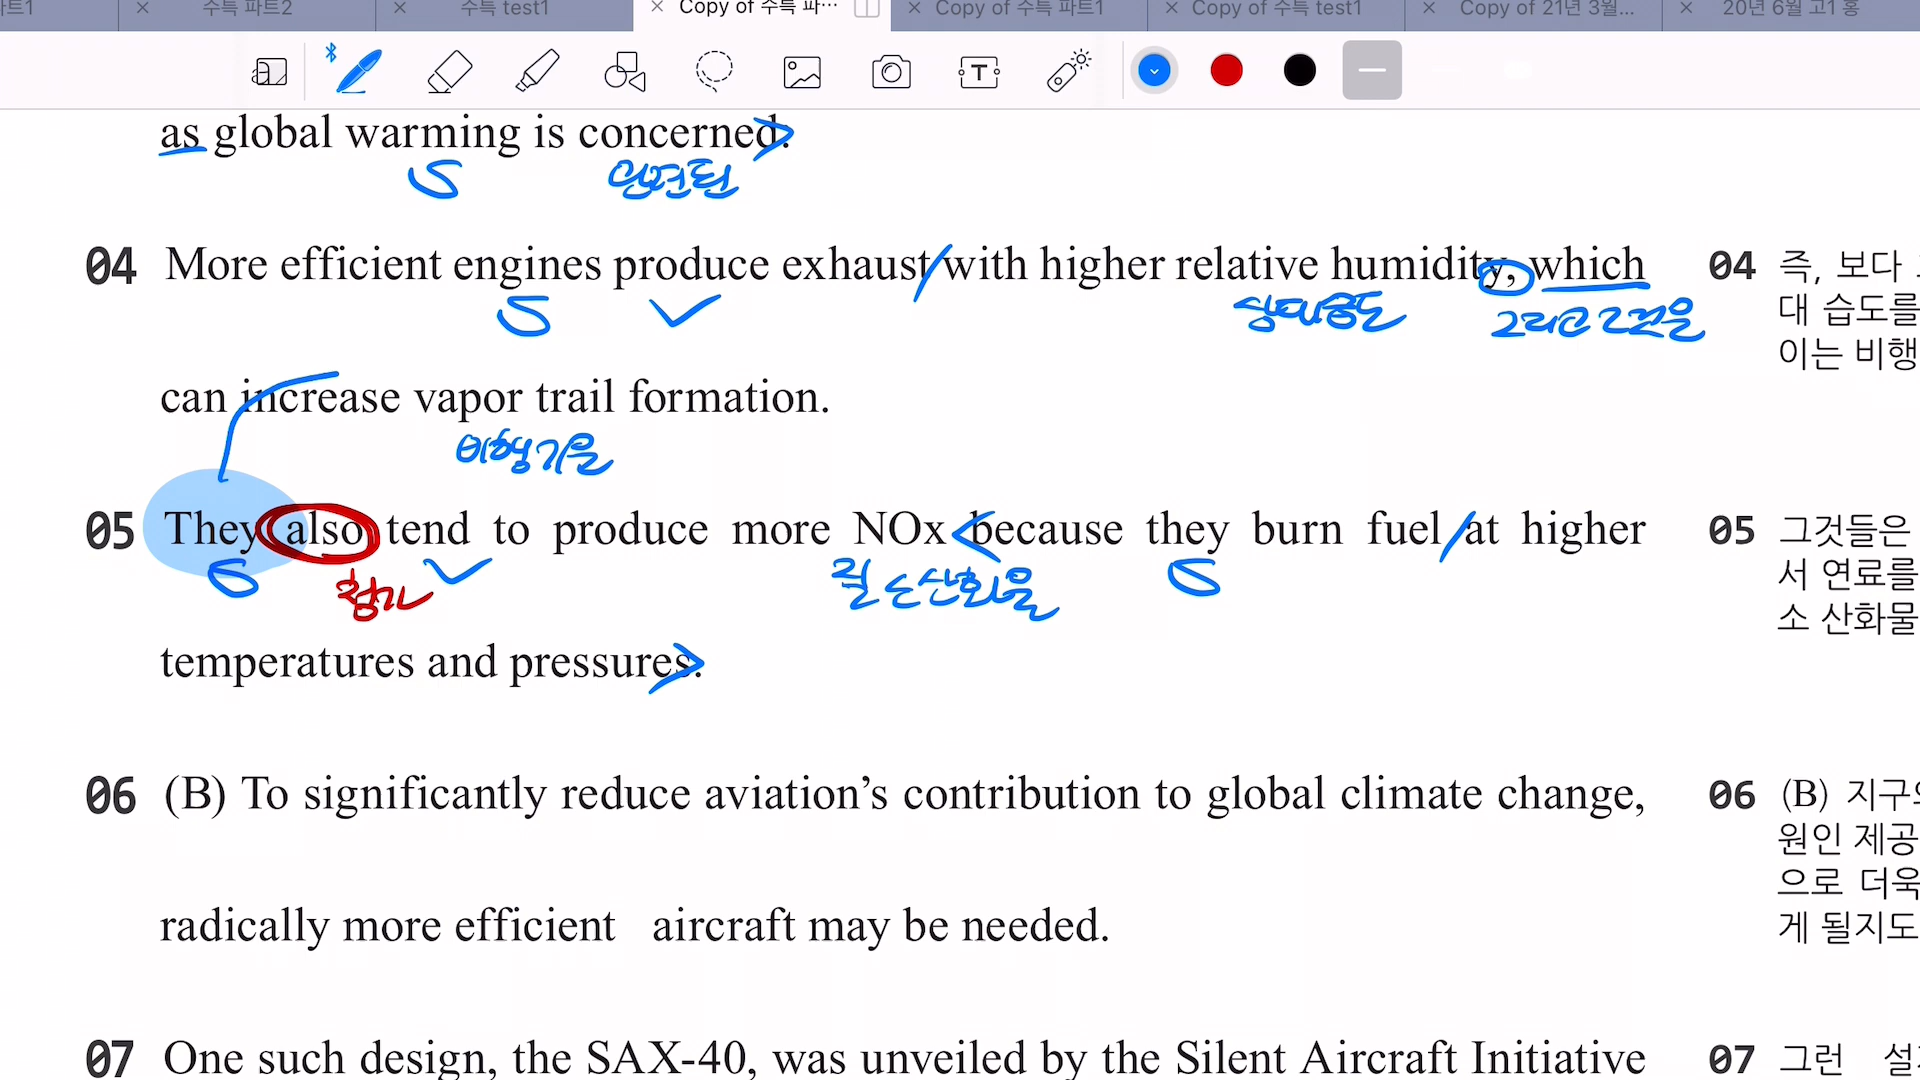 트1 × 수특 파트2 × 수특 test1 × Copy of 수특 파… × Copy of 수특 파트1 × Copy of 수특 test1 × Copy of 21년 3월... × 20년 6월 고1 홍
T
as global warming is concerned.
S
04 More efficient engines produce exhaust with higher relative humidity, which
S 상대습도 그리고 그것은
can increase vapor trail formation.
비행기운
05 They also tend to produce more NOx because they burn fuel at higher
S 첨가 질소산화물 S
temperatures and pressures.
06 (B) To significantly reduce aviation’s contribution to global climate change,
radically more efficient aircraft may be needed.
07 One such design, the SAX-40, was unveiled by the Silent Aircraft Initiative
04 즉, 보다
대 습도를
이는 비행
05 그것들은
서 연료를
소 산화물
06 (B) 지구
원인 제공
으로 더욱
게 될지도
07 그런 설